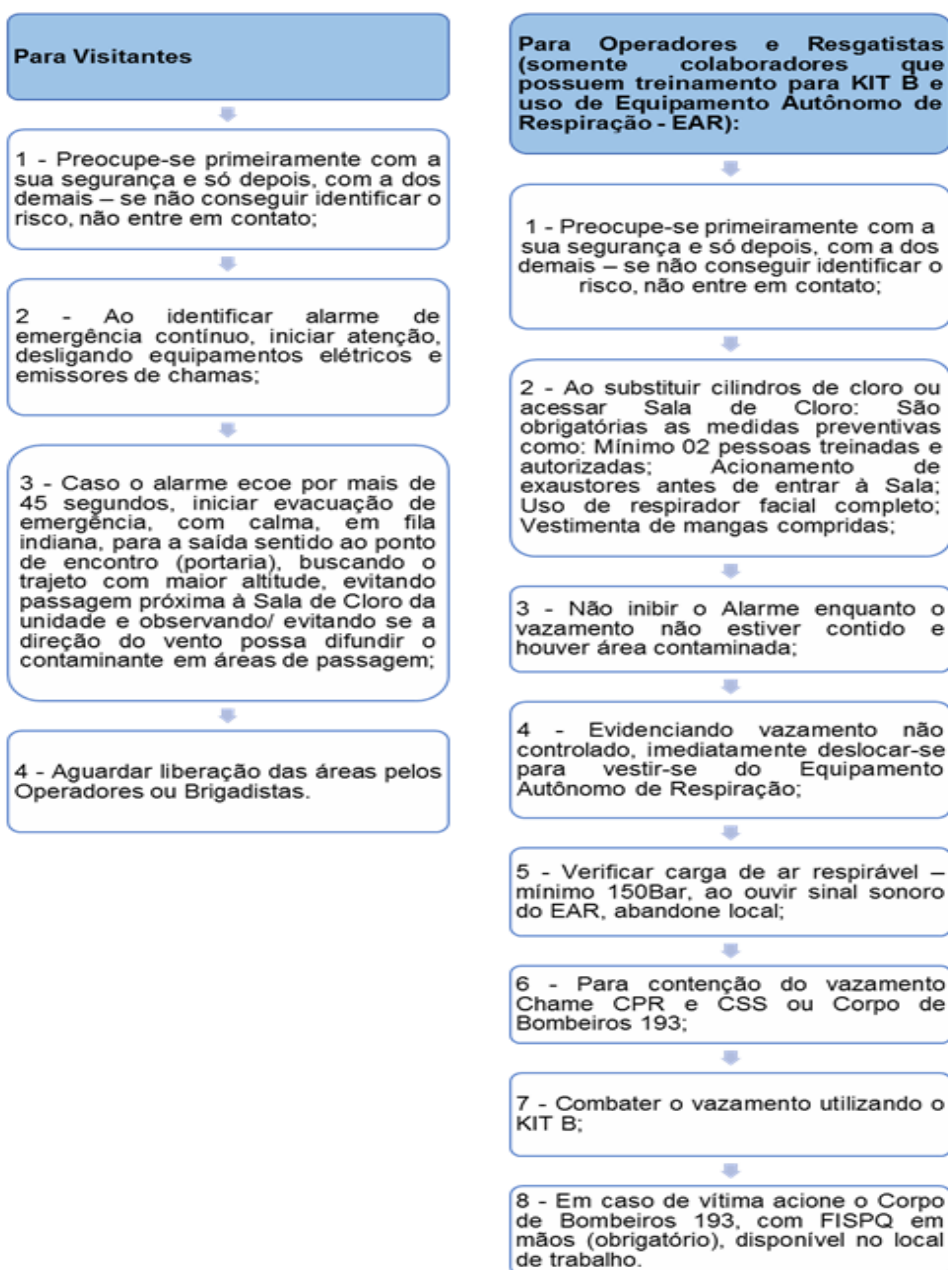 Para Visitantes
1 - Preocupe-se primeiramente com a
sua segurança e só depois, com a dos
demais – se não conseguir identificar o
risco, não entre em contato;
2 - Ao identificar alarme de
emergência contínuo, iniciar atenção,
desligando equipamentos elétricos e
emissores de chamas;
3 - Caso o alarme ecoe por mais de
45 segundos, iniciar evacuação de
emergência, com calma, em fila
indiana, para a saída sentido ao ponto
de encontro (portaria), buscando o
trajeto com maior altitude, evitando
passagem próxima à Sala de Cloro da
unidade e observando/ evitando se a
direção do vento possa difundir o
contaminante em áreas de passagem;
4 - Aguardar liberação das áreas pelos
Operadores ou Brigadistas.
Para Operadores e Resgatistas
(somente colaboradores que
possuem treinamento para KIT B e
uso de Equipamento Autônomo de
Respiração - EAR):
1 - Preocupe-se primeiramente com a
sua segurança e só depois, com a dos
demais – se não conseguir identificar o
risco, não entre em contato;
2 - Ao substituir cilindros de cloro ou
acessar Sala de Cloro: São
obrigatórias as medidas preventivas
como: Mínimo 02 pessoas treinadas e
autorizadas; Acionamento de
exaustores antes de entrar à Sala;
Uso de respirador facial completo;
Vestimenta de mangas compridas;
3 - Não inibir o Alarme enquanto o
vazamento não estiver contido e
houver área contaminada;
4 - Evidenciando vazamento não
controlado, imediatamente deslocar-se
para vestir-se do Equipamento
Autônomo de Respiração;
5 - Verificar carga de ar respirável –
mínimo 150Bar, ao ouvir sinal sonoro
do EAR, abandone local;
6 - Para contenção do vazamento
Chame CPR e CSS ou Corpo de
Bombeiros 193;
7 - Combater o vazamento utilizando o
KIT B;
8 - Em caso de vítima acione o Corpo
de Bombeiros 193, com FISPQ em
mãos (obrigatório), disponível no local
de trabalho.